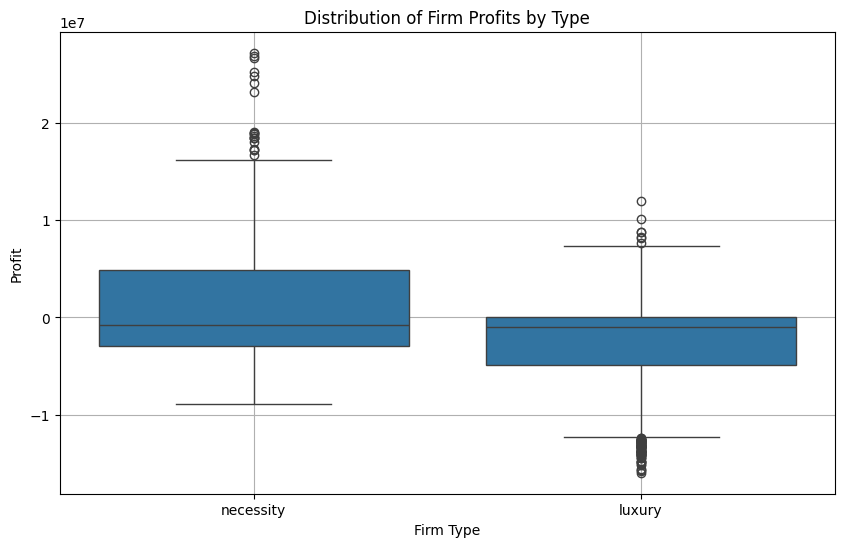 Distribution of Firm Profits by Type
1e7
2
1
0
−1
Profit
necessity
luxury
Firm Type